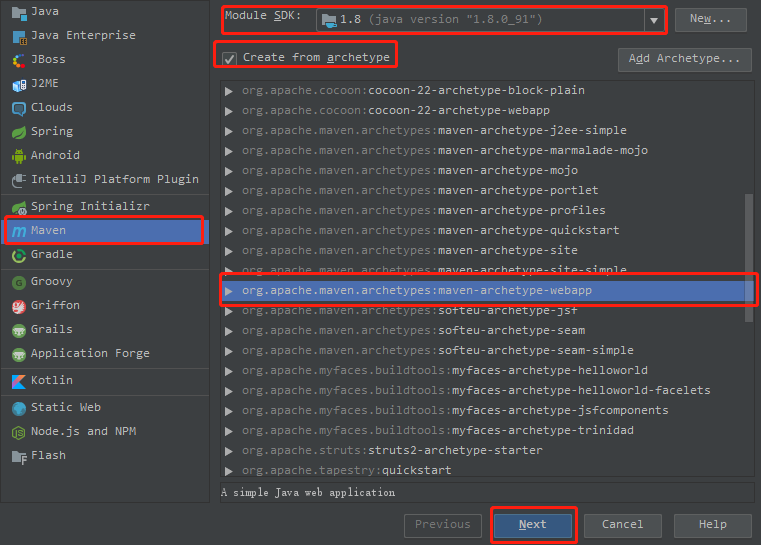 Java
Java Enterprise
JBoss
J2ME
Clouds
Spring
Android
IntelliJ Platform Plugin
Spring Initializr
Maven
Gradle
Groovy
Griffon
Grails
Application Forge
Kotlin
Static Web
Node.js and NPM
Flash
Module SDK: 1.8 (java version "1.8.0_91") New...
Create from archetype Add Archetype...
org.apache.cocoon:cocoon-22-archetype-block-plain
org.apache.cocoon:cocoon-22-archetype-webapp
org.apache.maven.archetypes:maven-archetype-j2ee-simple
org.apache.maven.archetypes:maven-archetype-marmalade-mojo
org.apache.maven.archetypes:maven-archetype-mojo
org.apache.maven.archetypes:maven-archetype-portlet
org.apache.maven.archetypes:maven-archetype-profiles
org.apache.maven.archetypes:maven-archetype-quickstart
org.apache.maven.archetypes:maven-archetype-site
org.apache.maven.archetypes:maven-archetype-site-simple
org.apache.maven.archetypes:maven-archetype-webapp
org.apache.maven.archetypes:softeu-archetype-jsf
org.apache.maven.archetypes:softeu-archetype-seam
org.apache.maven.archetypes:softeu-archetype-seam-simple
org.apache.myfaces.buildtools:myfaces-archetype-helloworld
org.apache.myfaces.buildtools:myfaces-archetype-helloworld-facelets
org.apache.myfaces.buildtools:myfaces-archetype-jsfcomponents
org.apache.myfaces.buildtools:myfaces-archetype-trinidad
org.apache.struts:struts2-archetype-starter
org.apache.tapestry:quickstart
A simple Java web application
Previous Next Cancel Help